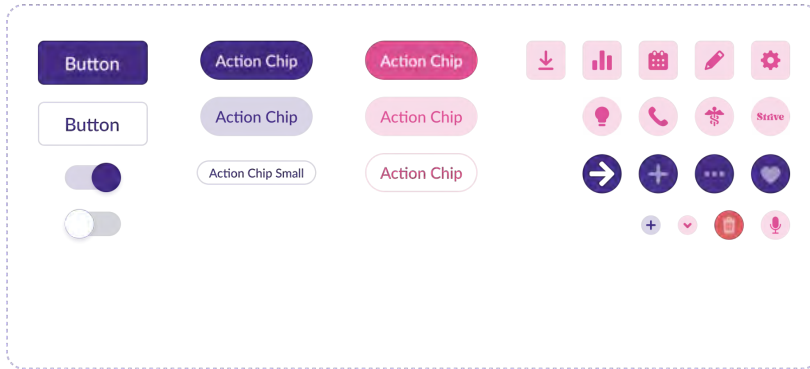 Button
Action Chip
Action Chip
Button
Action Chip
Action Chip
Strive
Action Chip Small
Action Chip